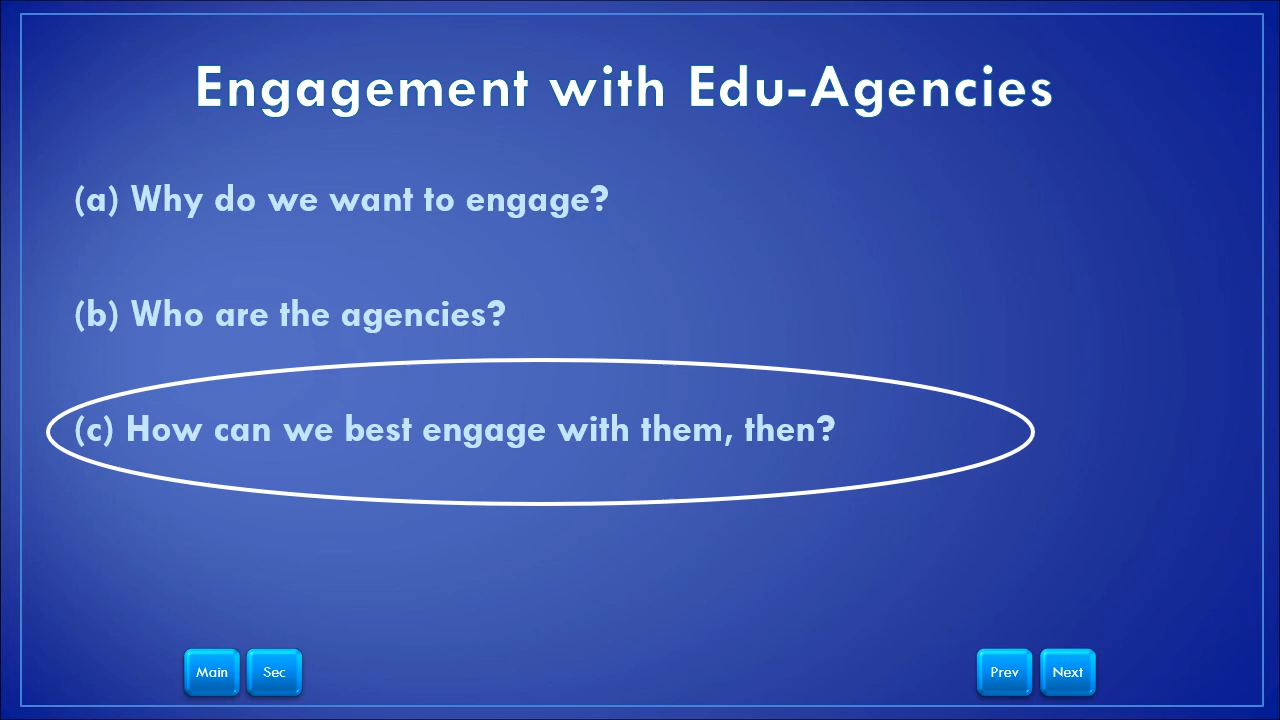 Engagement with Edu-Agencies
(a) Why do we want to engage?
(b) Who are the agencies?
(c) How can we best engage with them, then?
Main Sec Prev Next